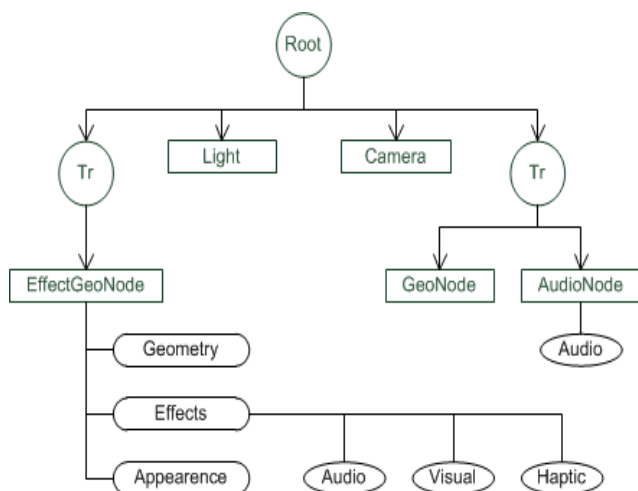 Root
Tr
Light
Camera
Tr
EffectGeoNode
GeoNode
AudioNode
Geometry
Audio
Effects
Appearence
Audio
Visual
Haptic